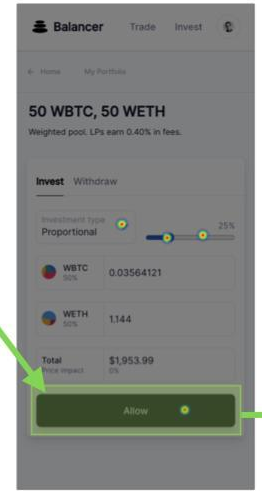 Balancer Trade Invest
← Home My Portfolio
50 WBTC, 50 WETH
Weighted pool. LPs earn 0.40% in fees.
Invest Withdraw
Investment type
Proportional
25%
WBTC
50%
0.03564121
WETH
50%
1.144
Total
Price impact
$1,953.99
0%
Allow